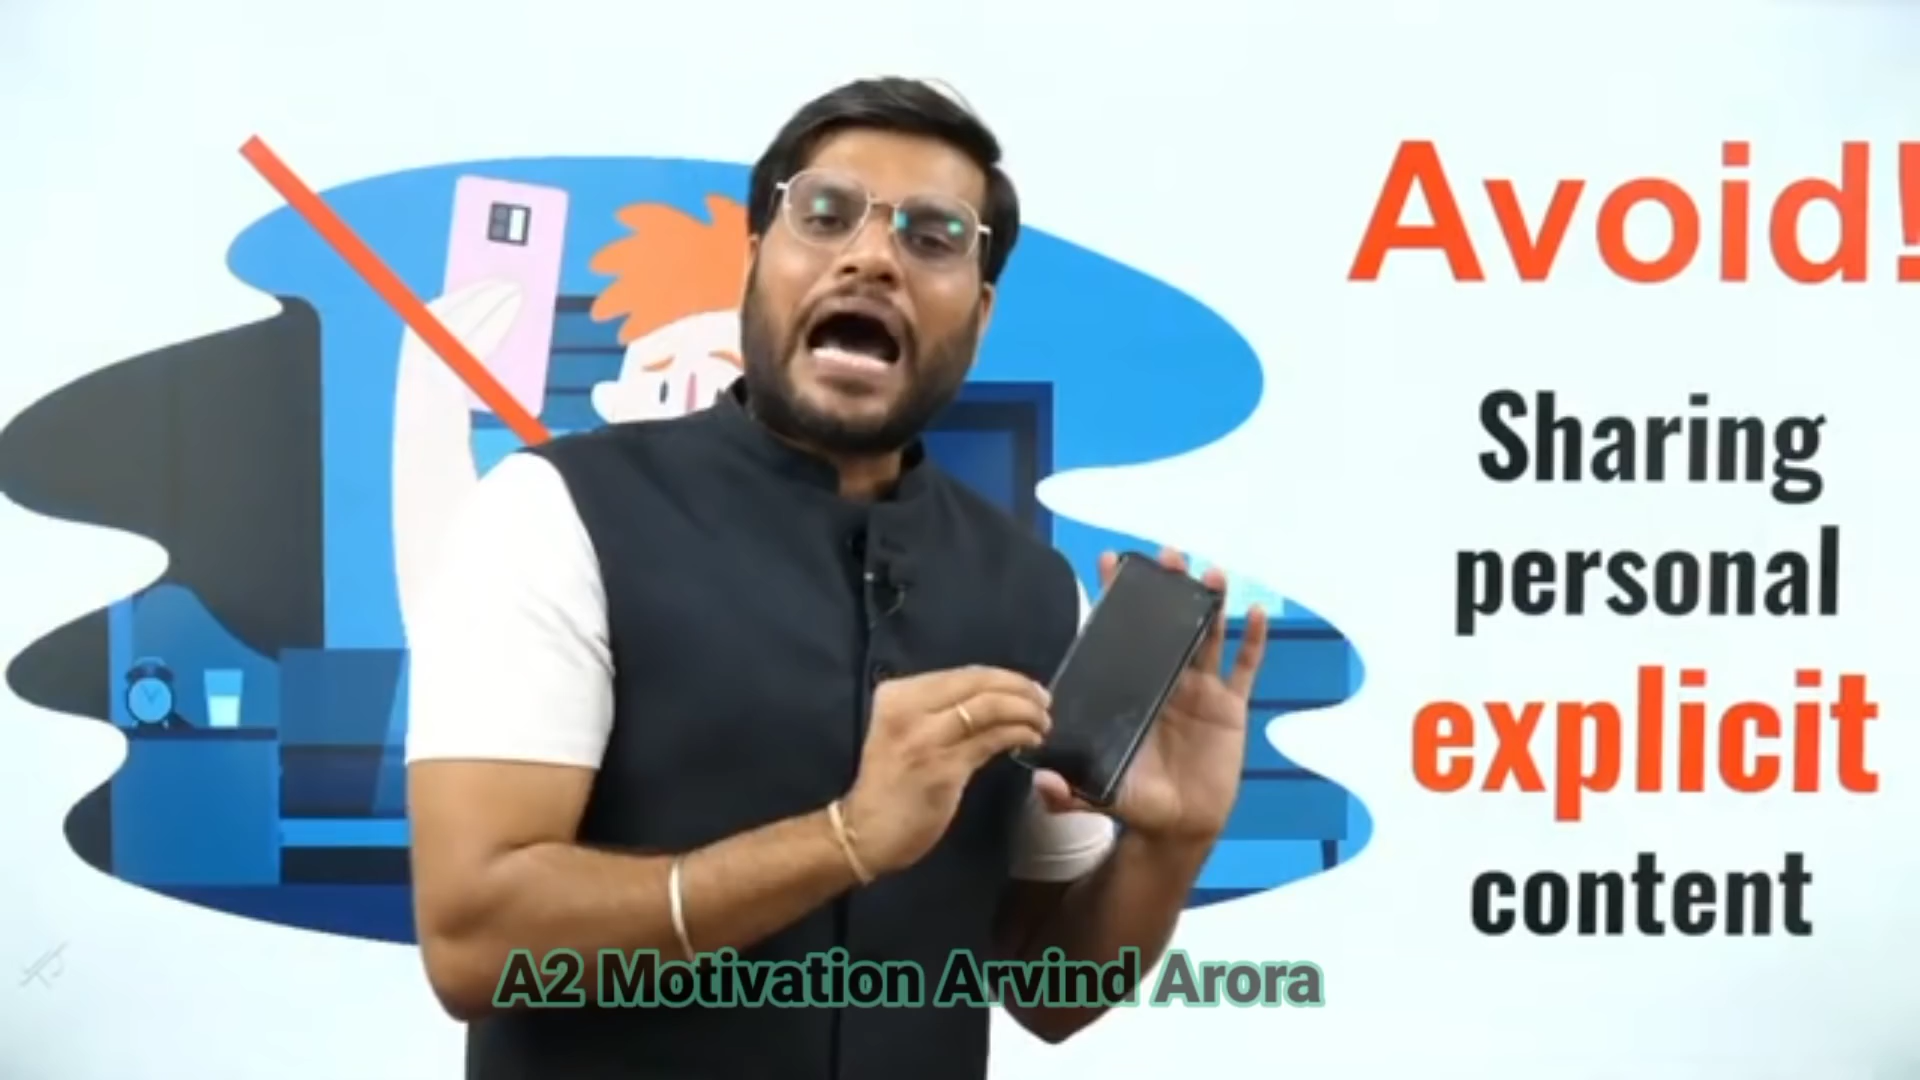 Avoid!
Sharing
personal
explicit
content
A2 Motivation Arvind Arora